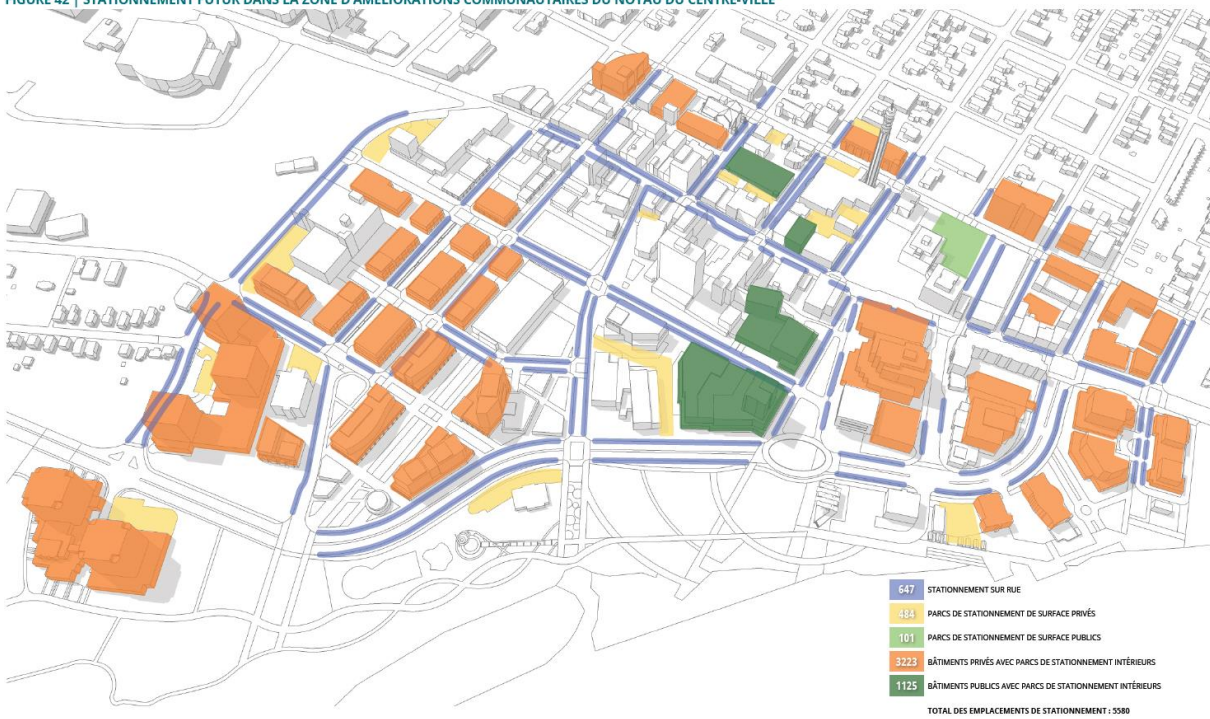 FIGURE 42 | STATIONNEMENT FUTUR DANS LA ZONE D'AMÉLIORATIONS COMMUNAUTAIRES DU NOYAU DU CENTRE-VILLE
647 STATIONNEMENT SUR RUE
484 PARCS DE STATIONNEMENT DE SURFACE PRIVÉS
101 PARCS DE STATIONNEMENT DE SURFACE PUBLICS
3223 BÂTIMENTS PRIVÉS AVEC PARCS DE STATIONNEMENT INTÉRIEURS
1125 BÂTIMENTS PUBLICS AVEC PARCS DE STATIONNEMENT INTÉRIEURS
TOTAL DES EMPLACEMENTS DE STATIONNEMENT : 5580